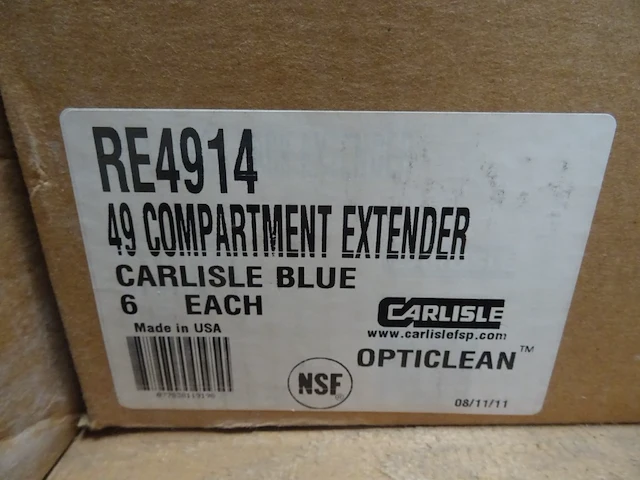 RE4914
49 COMPARTMENT EXTENDER
CARLISLE BLUE
6 EACH
Made in USA
CARLISLE
www.carlislefsp.com
OPTICLEAN™
NSF®
08/11/11